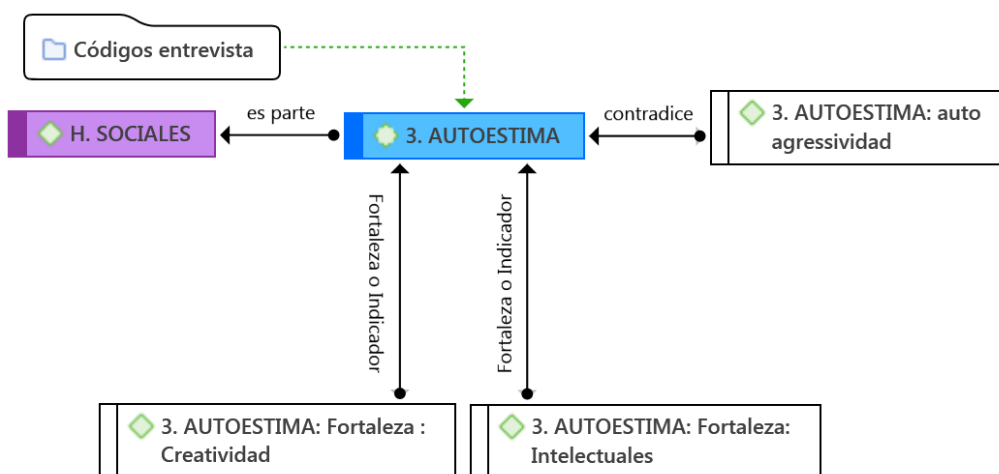 Códigos entrevista
H. SOCIALES
es parte
3. AUTOESTIMA
contradice
3. AUTOESTIMA: auto
agressividad
Fortaleza o Indicador
Fortaleza o Indicador
3. AUTOESTIMA: Fortaleza :
Creatividad
3. AUTOESTIMA: Fortaleza:
Intelectuales